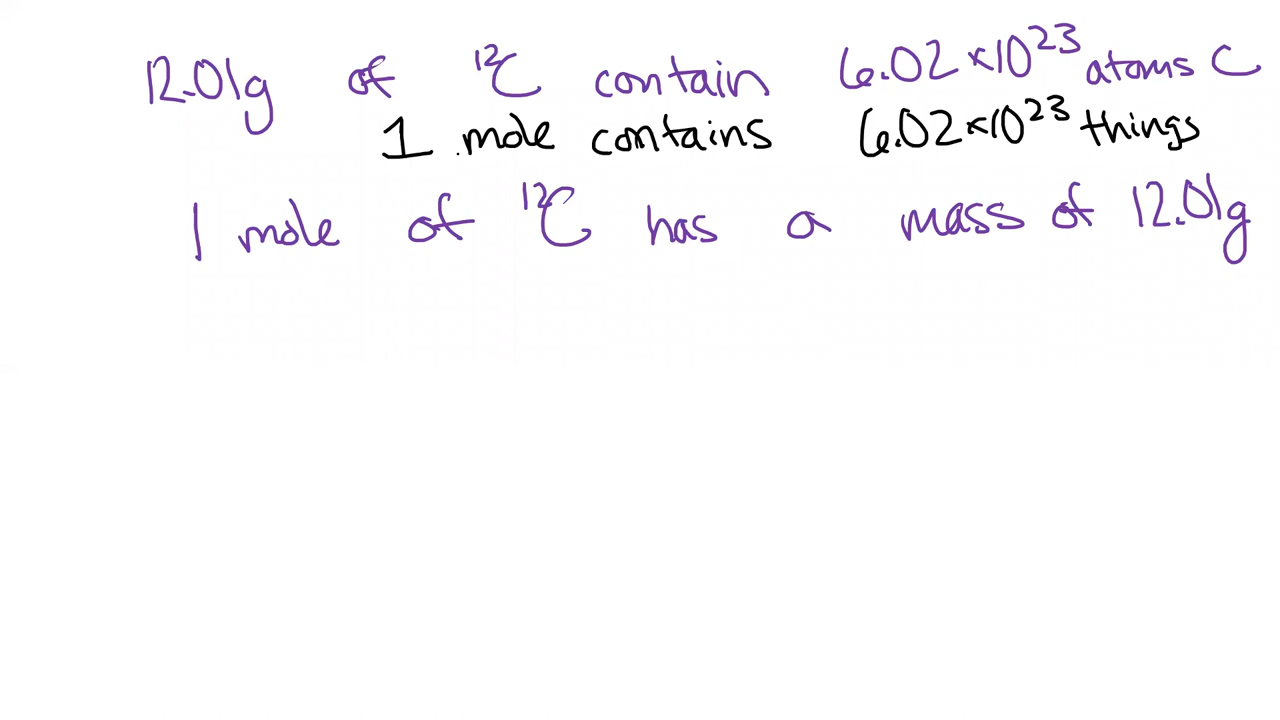 12.01g of ¹²C contain 6.02×10²³ atoms C
1 mole contains 6.02×10²³ things
1 mole of ¹²C has a mass of 12.01g